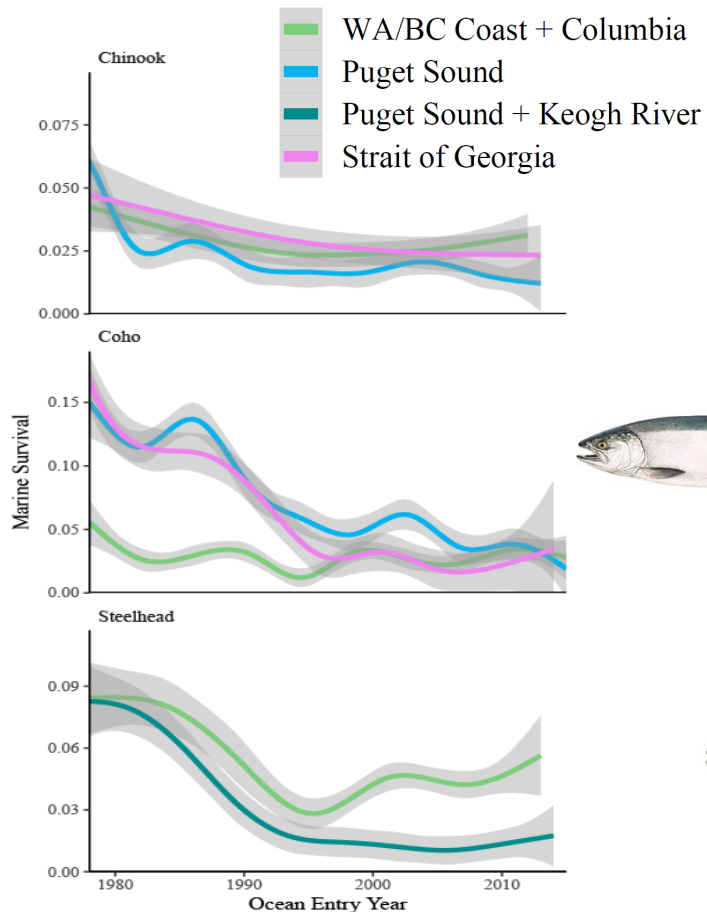 WA/BC Coast + Columbia
Puget Sound
Puget Sound + Keogh River
Strait of Georgia
Chinook
0.075
0.050
0.025
0.000
Coho
0.15
0.10
0.05
0.00
Marine Survival
Steelhead
0.09
0.06
0.03
0.00
1980 1990 2000 2010
Ocean Entry Year